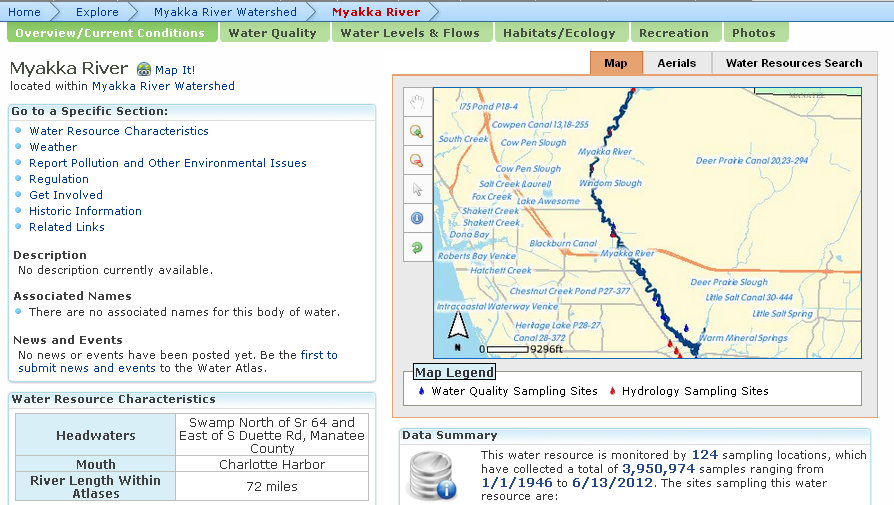 Home Explore Myakka River Watershed Myakka River
Overview/Current Conditions Water Quality Water Levels & Flows Habitats/Ecology Recreation Photos
Myakka River Map It!
located within Myakka River Watershed
Go to a Specific Section:
Water Resource Characteristics
Weather
Report Pollution and Other Environmental Issues
Regulation
Get Involved
Historic Information
Related Links
Description
No description currently available.
Associated Names
There are no associated names for this body of water.
News and Events
No news or events have been posted yet. Be the first to
submit news and events to the Water Atlas.
Water Resource Characteristics
Headwaters
Swamp North of Sr 64 and
East of S Duette Rd, Manatee
County
Mouth Charlotte Harbor
River Length Within
Atlases
72 miles
Map Aerials Water Resources Search
MANATEE
I75 Pond P18-4
Cowpen Canal 13,18-255
South Creek
Cow Pen Slough
Myakka River
Deer Prairie Canal 20,23-294
Cow Pen Slough
Salt Creek (Laurel)
Windom Slough
Fox Creek
Lake Awesome
Shakett Creek
Shakett Creek
Dona Bay
Blackburn Canal
Roberts Bay Venice
Myakka River
Hatchett Creek
Deer Prairie Slough
Chestnut Creek Pond P27-377
Little Salt Canal 30-444
Intracoastal Waterway Venice
Little Salt Spring
Heritage Lake P28-27
Canal 28-372
Warm Mineral Springs
N
0 9296ft
Map Legend
Water Quality Sampling Sites Hydrology Sampling Sites
Data Summary
This water resource is monitored by 124 sampling locations, which
have collected a total of 3,950,974 samples ranging from
1/1/1946 to 6/13/2012. The sites sampling this water
resource are: